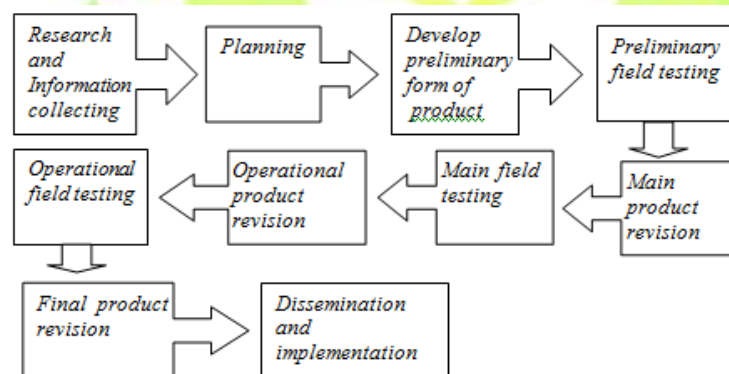 Research
and
Information
collecting
Planning
Develop
preliminary
form of
product
Preliminary
field testing
Main
product
revision
Main field
testing
Operational
product
revision
Operational
field testing
Final product
revision
Dissemination
and
implementation